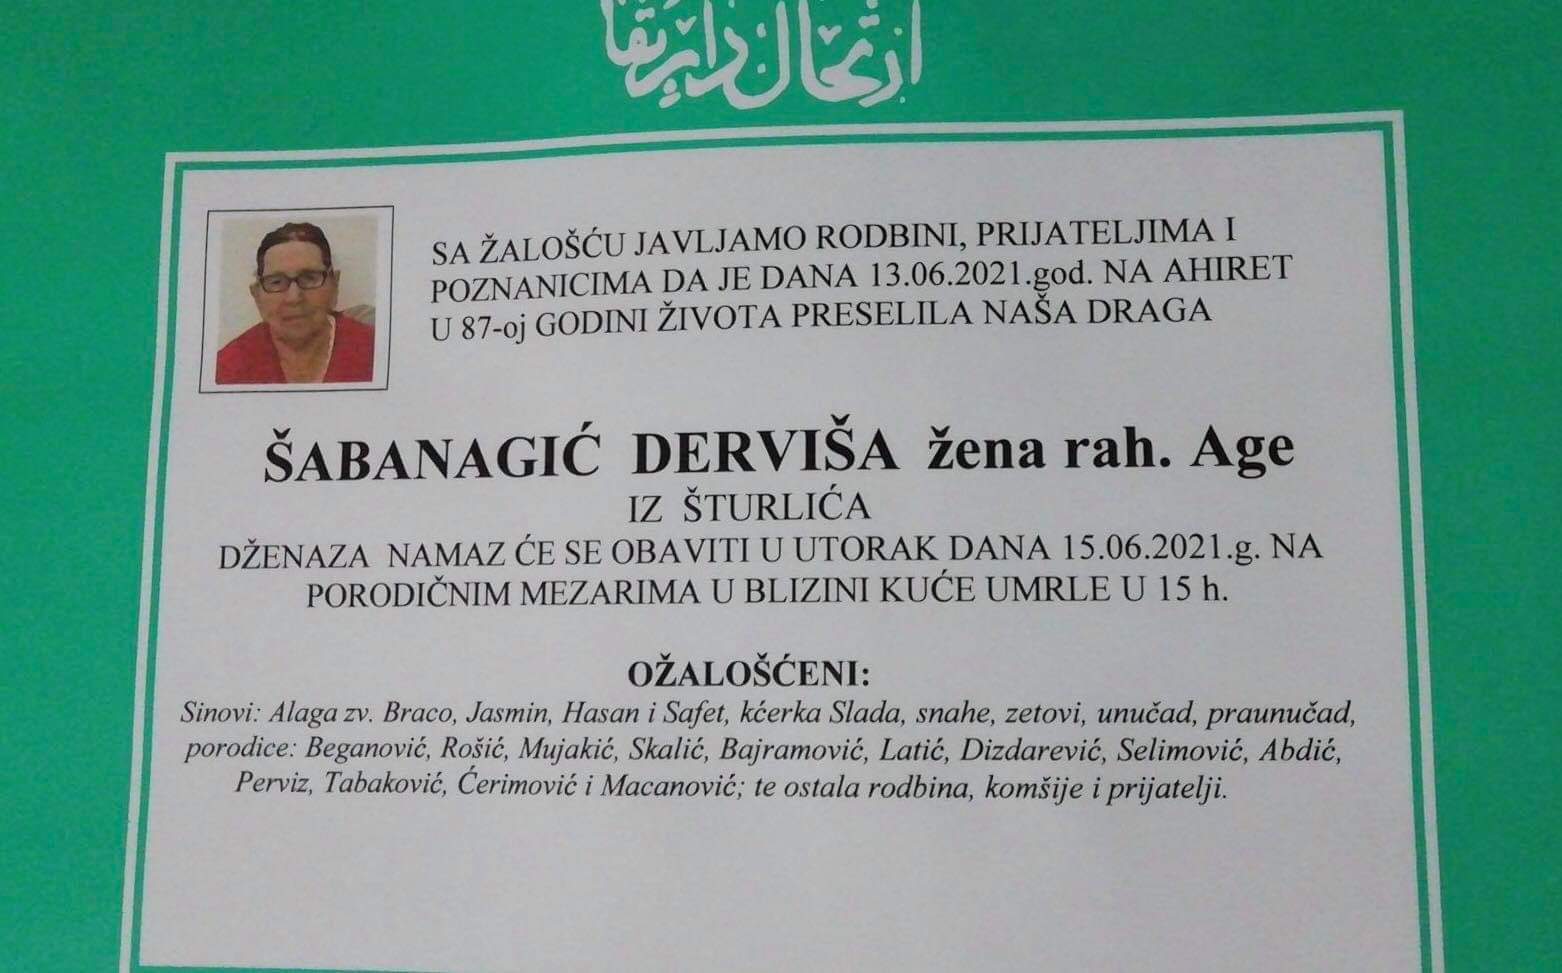 ارتحال دار بقا
SA ŽALOŠĆU JAVLJAMO RODBINI, PRIJATELJIMA I
POZNANICIMA DA JE DANA 13.06.2021.god. NA AHIRET
U 87-oj GODINI ŽIVOTA PRESELILA NAŠA DRAGA
ŠABANAGIĆ DERVIŠA žena rah. Age
IZ ŠTURLIĆA
DŽENAZA NAMAZ ĆE SE OBAVITI U UTORAK DANA 15.06.2021.g. NA
PORODIČNIM MEZARIMA U BLIZINI KUĆE UMRLE U 15 h.
OŽALOŠĆENI:
Sinovi: Alaga zv. Braco, Jasmin, Hasan i Safet, kćerka Slada, snahe, zetovi, unučad, praunučad,
porodice: Beganović, Rošić, Mujakić, Skalić, Bajramović, Latić, Dizdarević, Selimović, Abdić,
Perviz, Tabaković, Ćerimović i Macanović; te ostala rodbina, komšije i prijatelji.